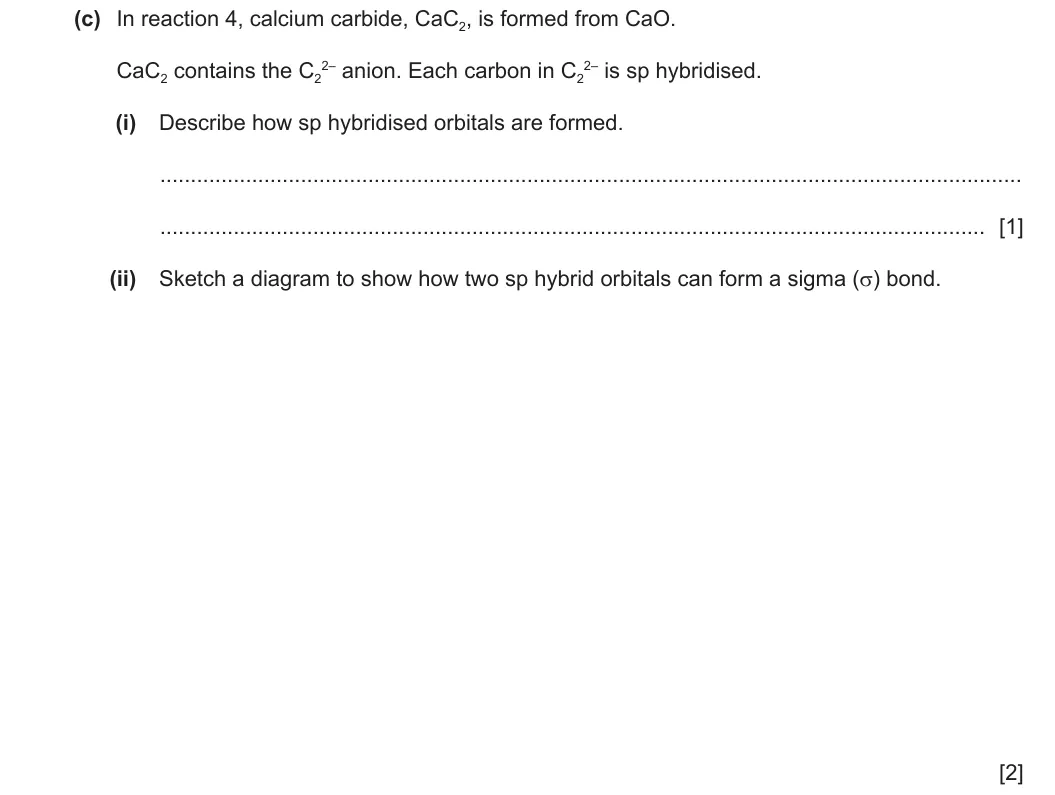 (c) In reaction 4, calcium carbide, CaC₂, is formed from CaO.
CaC₂ contains the C₂²⁻ anion. Each carbon in C₂²⁻ is sp hybridised.
(i) Describe how sp hybridised orbitals are formed.
..............................................................................................................................................
........................................................................................................................................ [1]
(ii) Sketch a diagram to show how two sp hybrid orbitals can form a sigma (σ) bond.
[2]